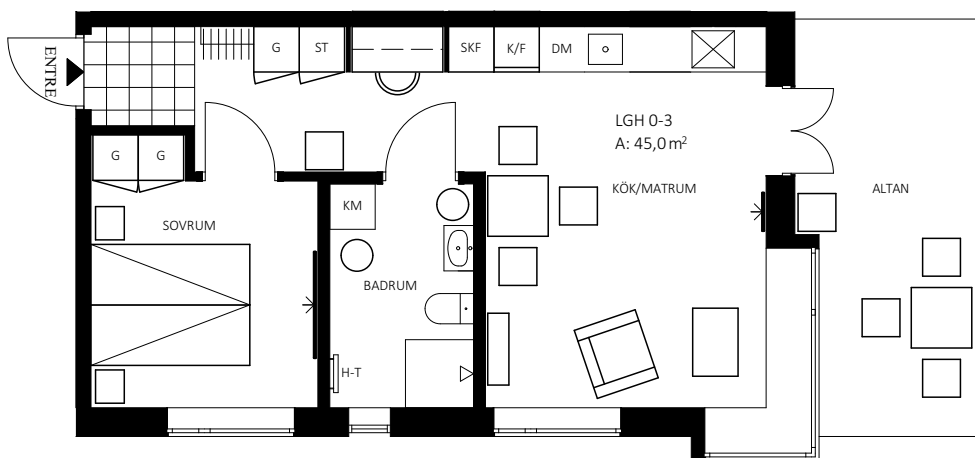 ENTRE
G
ST
SKF
K/F
DM
LGH 0-3
A: 45,0 m²
G
G
KM
KÖK/MATRUM
ALTAN
SOVRUM
BADRUM
H-T